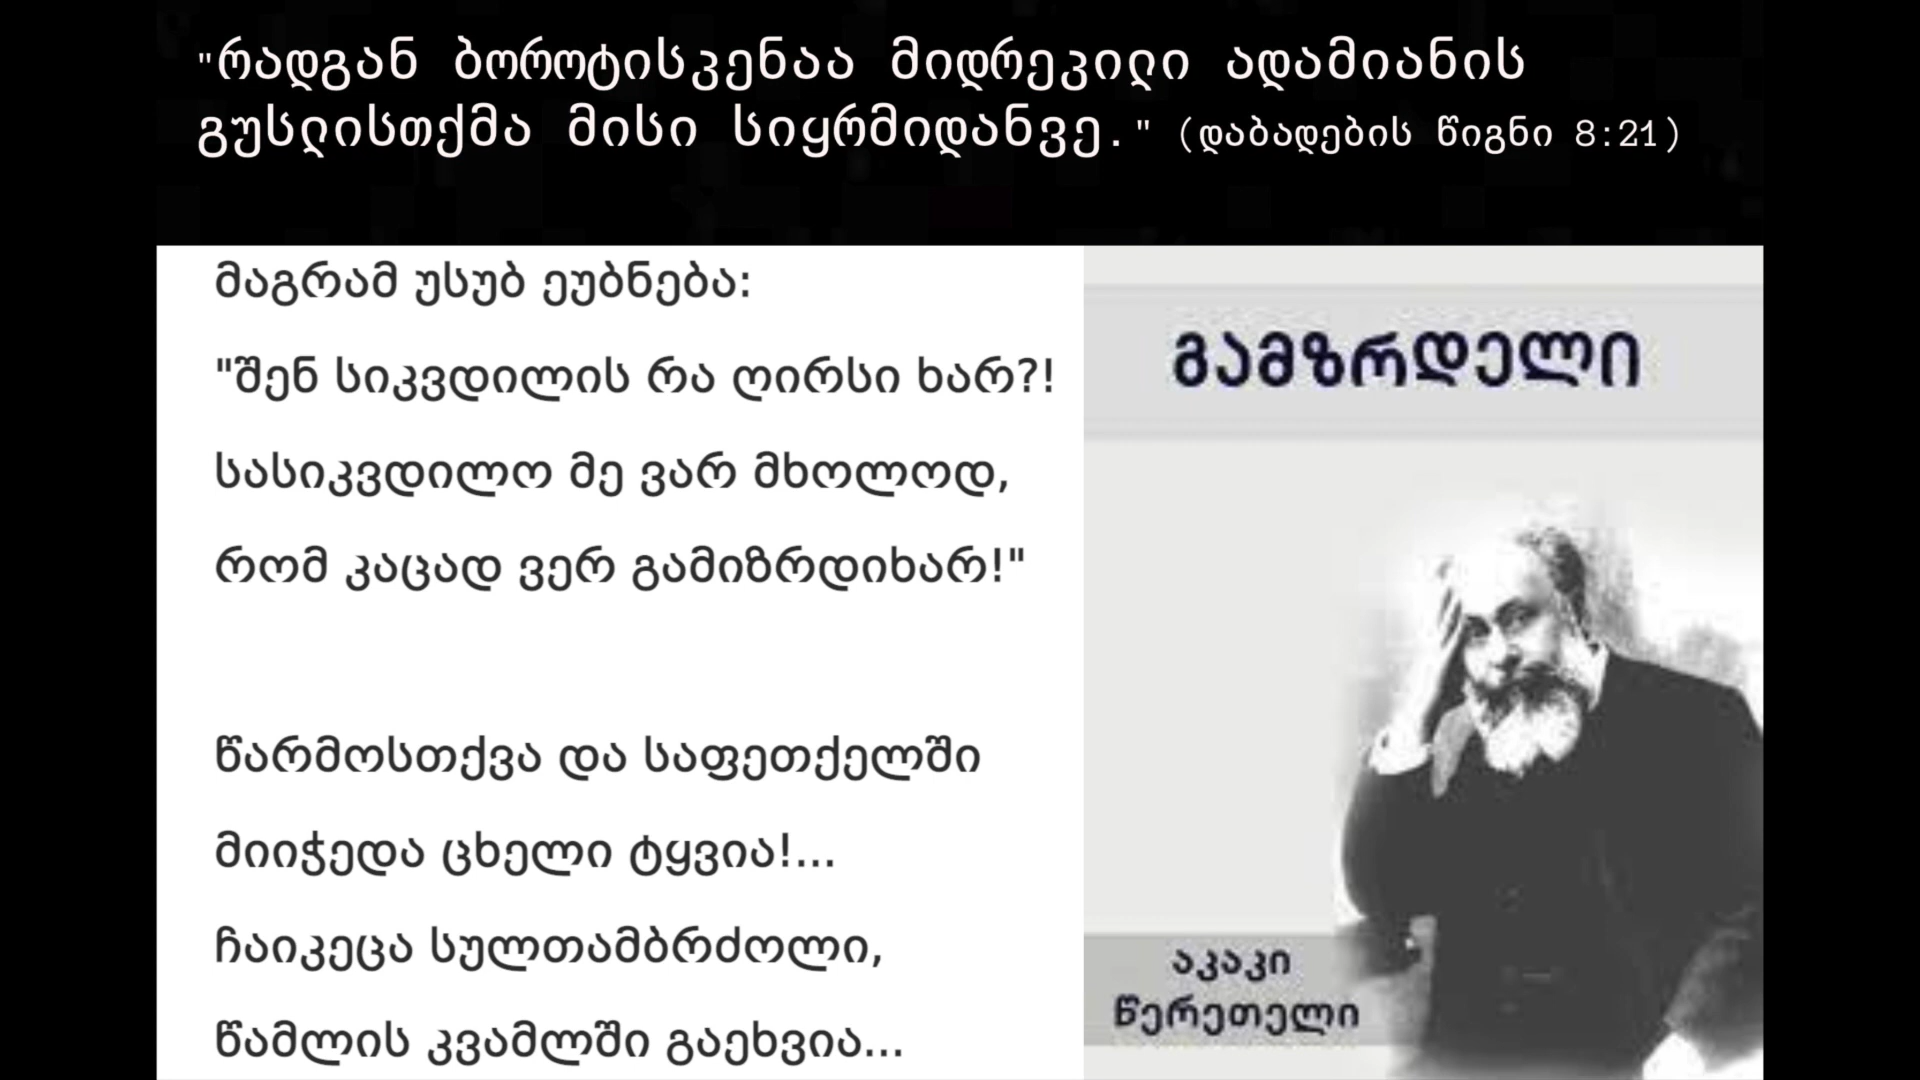 "რადგან ბოროტისკენაა მიდრეკილი ადამიანის
გუსლისთქმა მისი სიყრმიდანვე." (დაბადების წიგნი 8:21)
მაგრამ უსუბ ეუბნება:
"შენ სიკვდილის რა ღირსი ხარ?!
სასიკვდილო მე ვარ მხოლოდ,
რომ კაცად ვერ გამიზრდიხარ!"
წარმოსთქვა და საფეთქელში
მიიჭედა ცხელი ტყვია!...
ჩაიკეცა სულთამბრძოლი,
წამლის კვამლში გაეხვია...
გამზრდელი
აკაკი
წერეთელი